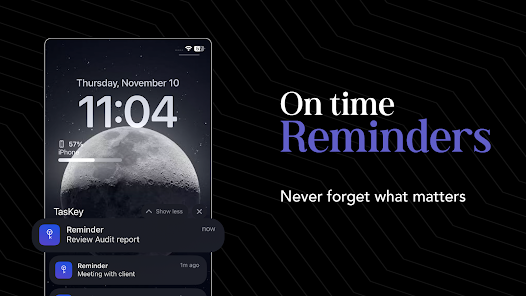 Thursday, November 10
11:04
57%
iPhone
TasKey
Show less
Reminder
now
Review Audit report
Reminder
1m ago
Meeting with client
On time
Reminders
Never forget what matters